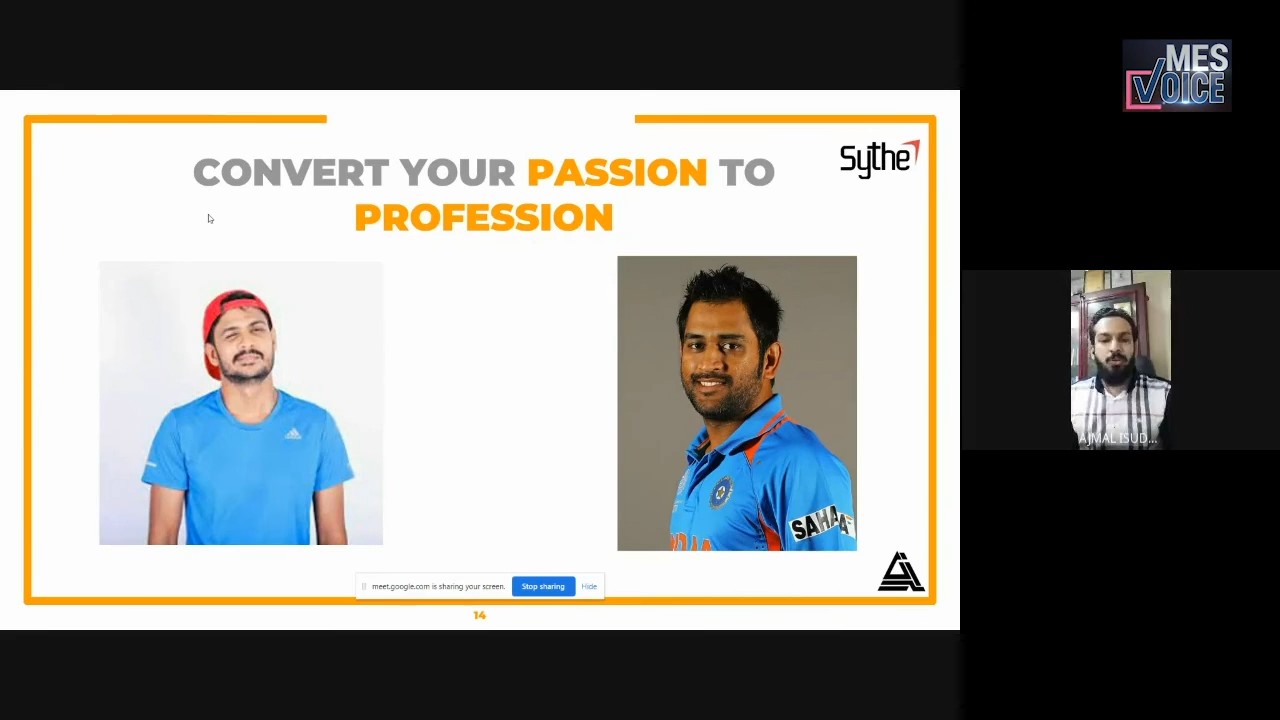 MES
VOICE
CONVERT YOUR PASSION TO
PROFESSION
Sythe
SAHA
AJMAL ISUD...
meet.google.com is sharing your screen.
Stop sharing
Hide
14